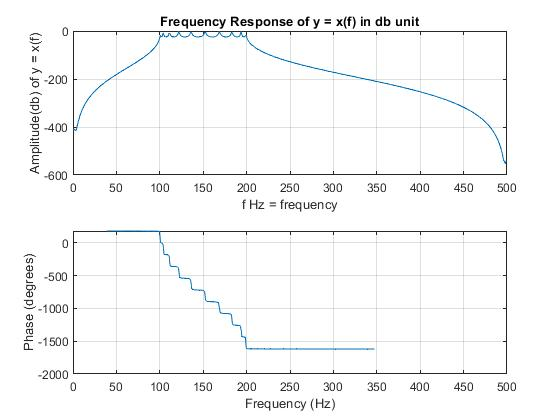 Frequency Response of y = x(f) in db unit
Amplitude(db) of y = x(f)
0
-200
-400
-600
0 50 100 150 200 250 300 350 400 450 500
f Hz = frequency
Phase (degrees)
0
-500
-1000
-1500
-2000
0 50 100 150 200 250 300 350 400 450 500
Frequency (Hz)